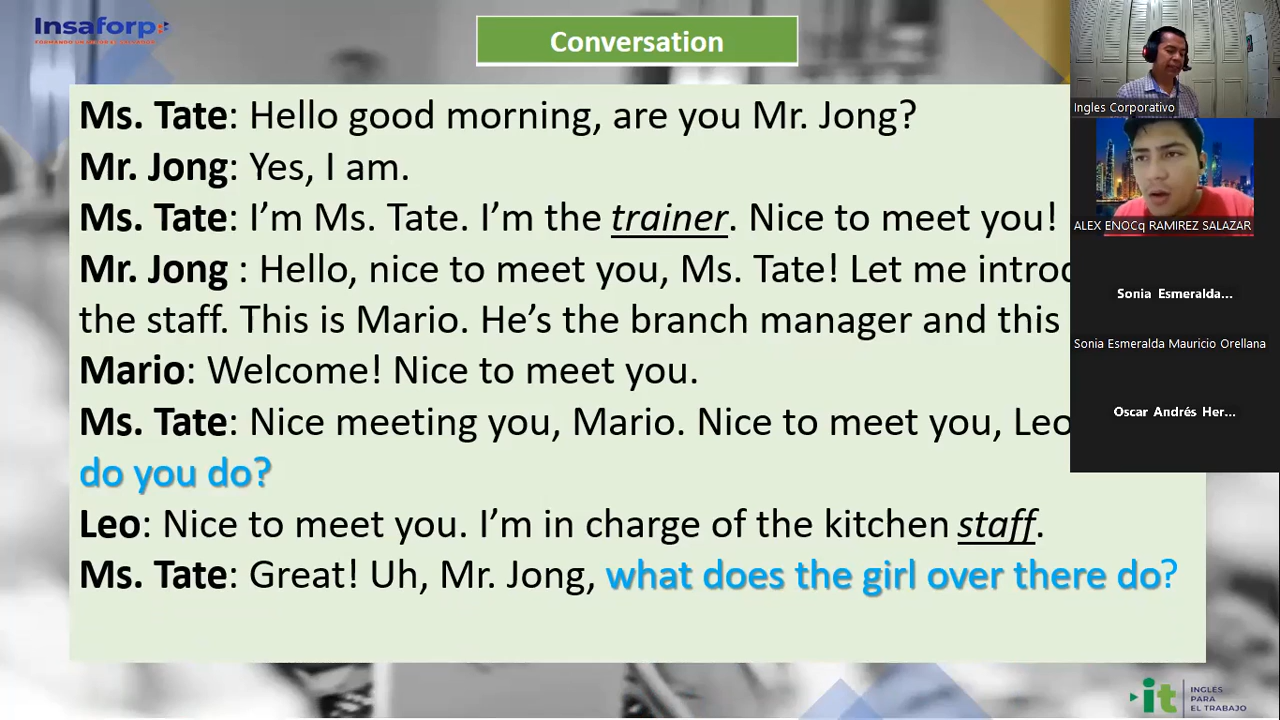 Insaforp
Conversation
Ms. Tate: Hello good morning, are you Mr. Jong?
Mr. Jong: Yes, I am.
Ms. Tate: I’m Ms. Tate. I’m the trainer. Nice to meet you!
Mr. Jong : Hello, nice to meet you, Ms. Tate! Let me introd
the staff. This is Mario. He’s the branch manager and this
Mario: Welcome! Nice to meet you.
Ms. Tate: Nice meeting you, Mario. Nice to meet you, Leo
do you do?
Leo: Nice to meet you. I’m in charge of the kitchen staff.
Ms. Tate: Great! Uh, Mr. Jong, what does the girl over there do?
Ingles Corporativo
ALEX ENOCq RAMIREZ SALAZAR
Sonia Esmeralda...
Sonia Esmeralda Mauricio Orellana
Oscar Andrés Her...
it
INGLES
PARA
EL TRABAJO